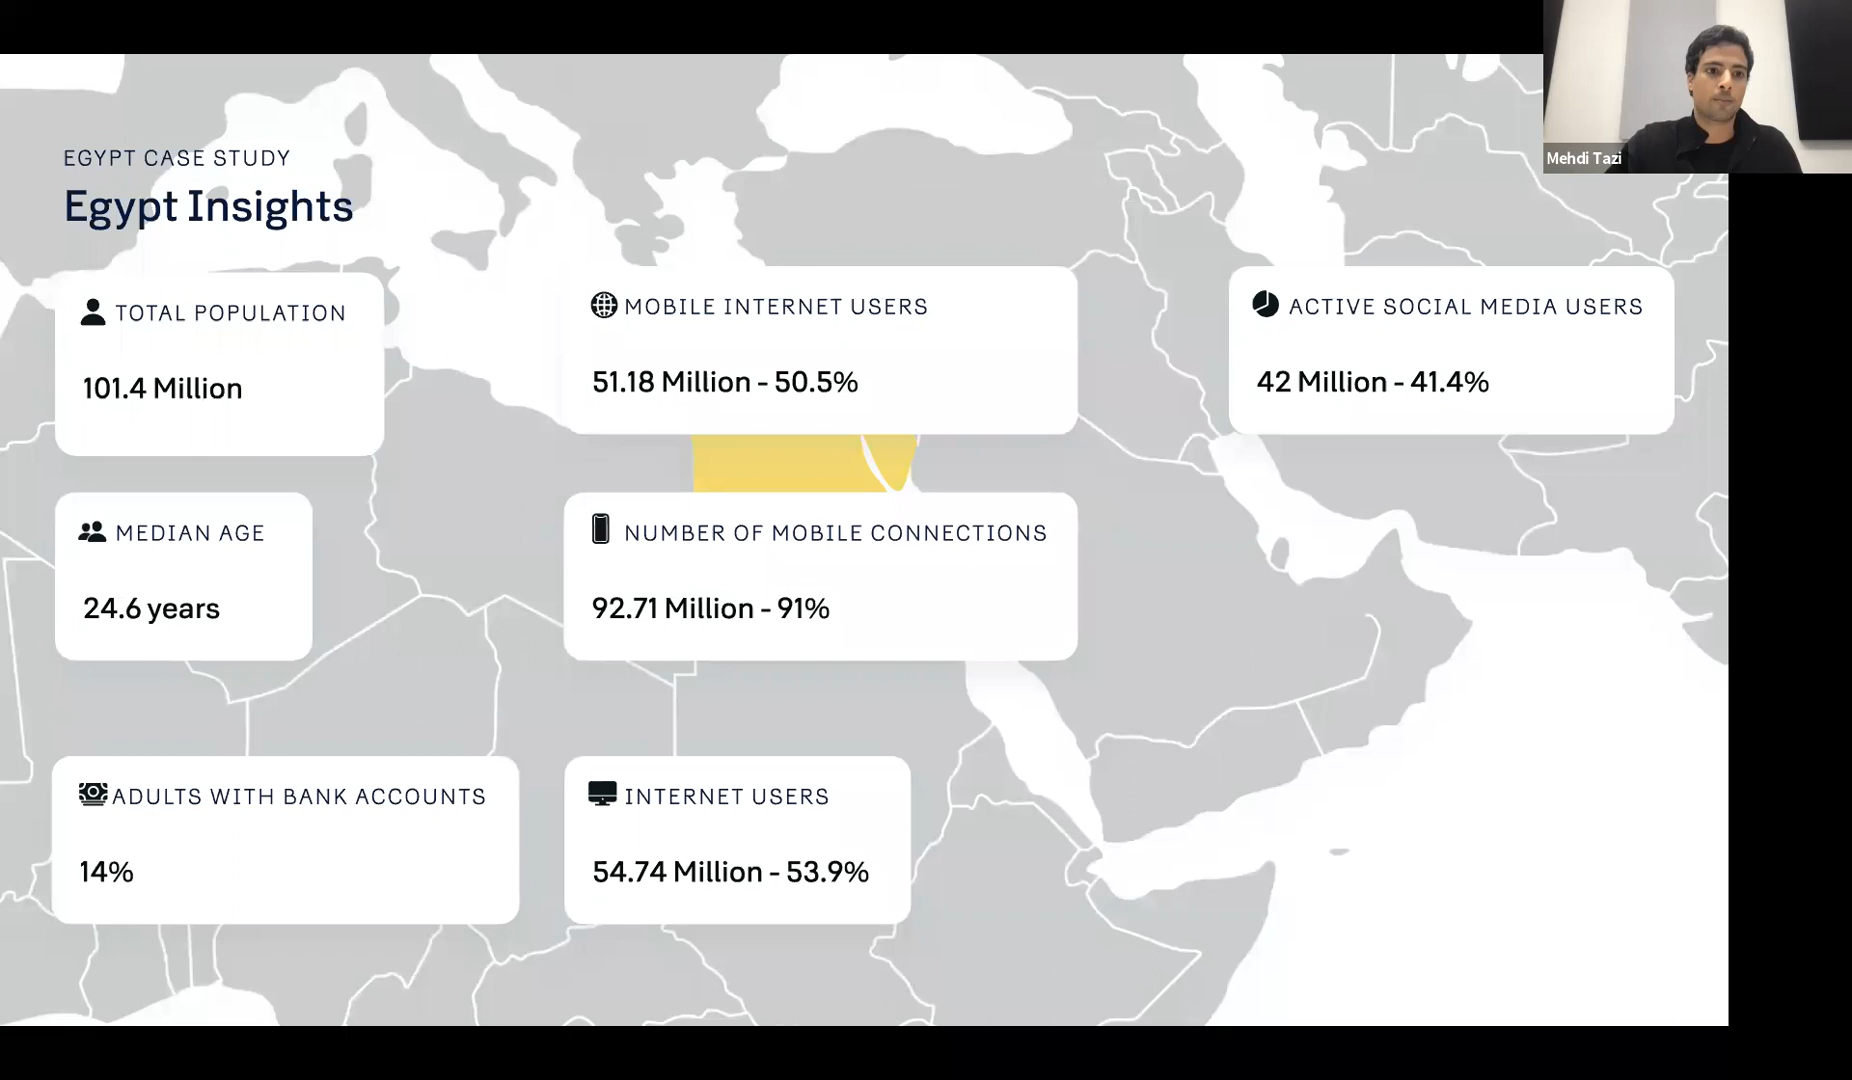 Mehdi Tazi
EGYPT CASE STUDY
Egypt Insights
TOTAL POPULATION
101.4 Million
MOBILE INTERNET USERS
51.18 Million - 50.5%
ACTIVE SOCIAL MEDIA USERS
42 Million - 41.4%
MEDIAN AGE
24.6 years
NUMBER OF MOBILE CONNECTIONS
92.71 Million - 91%
ADULTS WITH BANK ACCOUNTS
14%
INTERNET USERS
54.74 Million - 53.9%